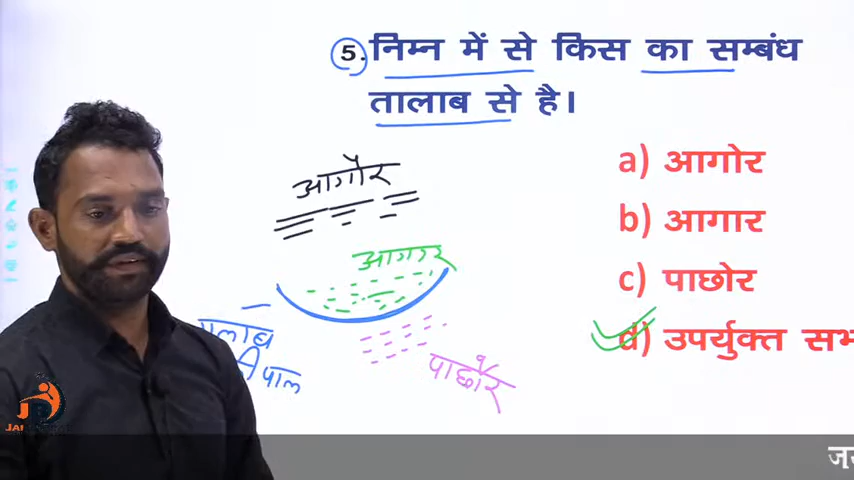 5. निम्न में से किस का सम्बंध
तालाब से है।
a) आगोर
b) आगार
c) पाछोर
d) उपर्युक्त सभ
आगोर
आगार
पाछोर
पाल